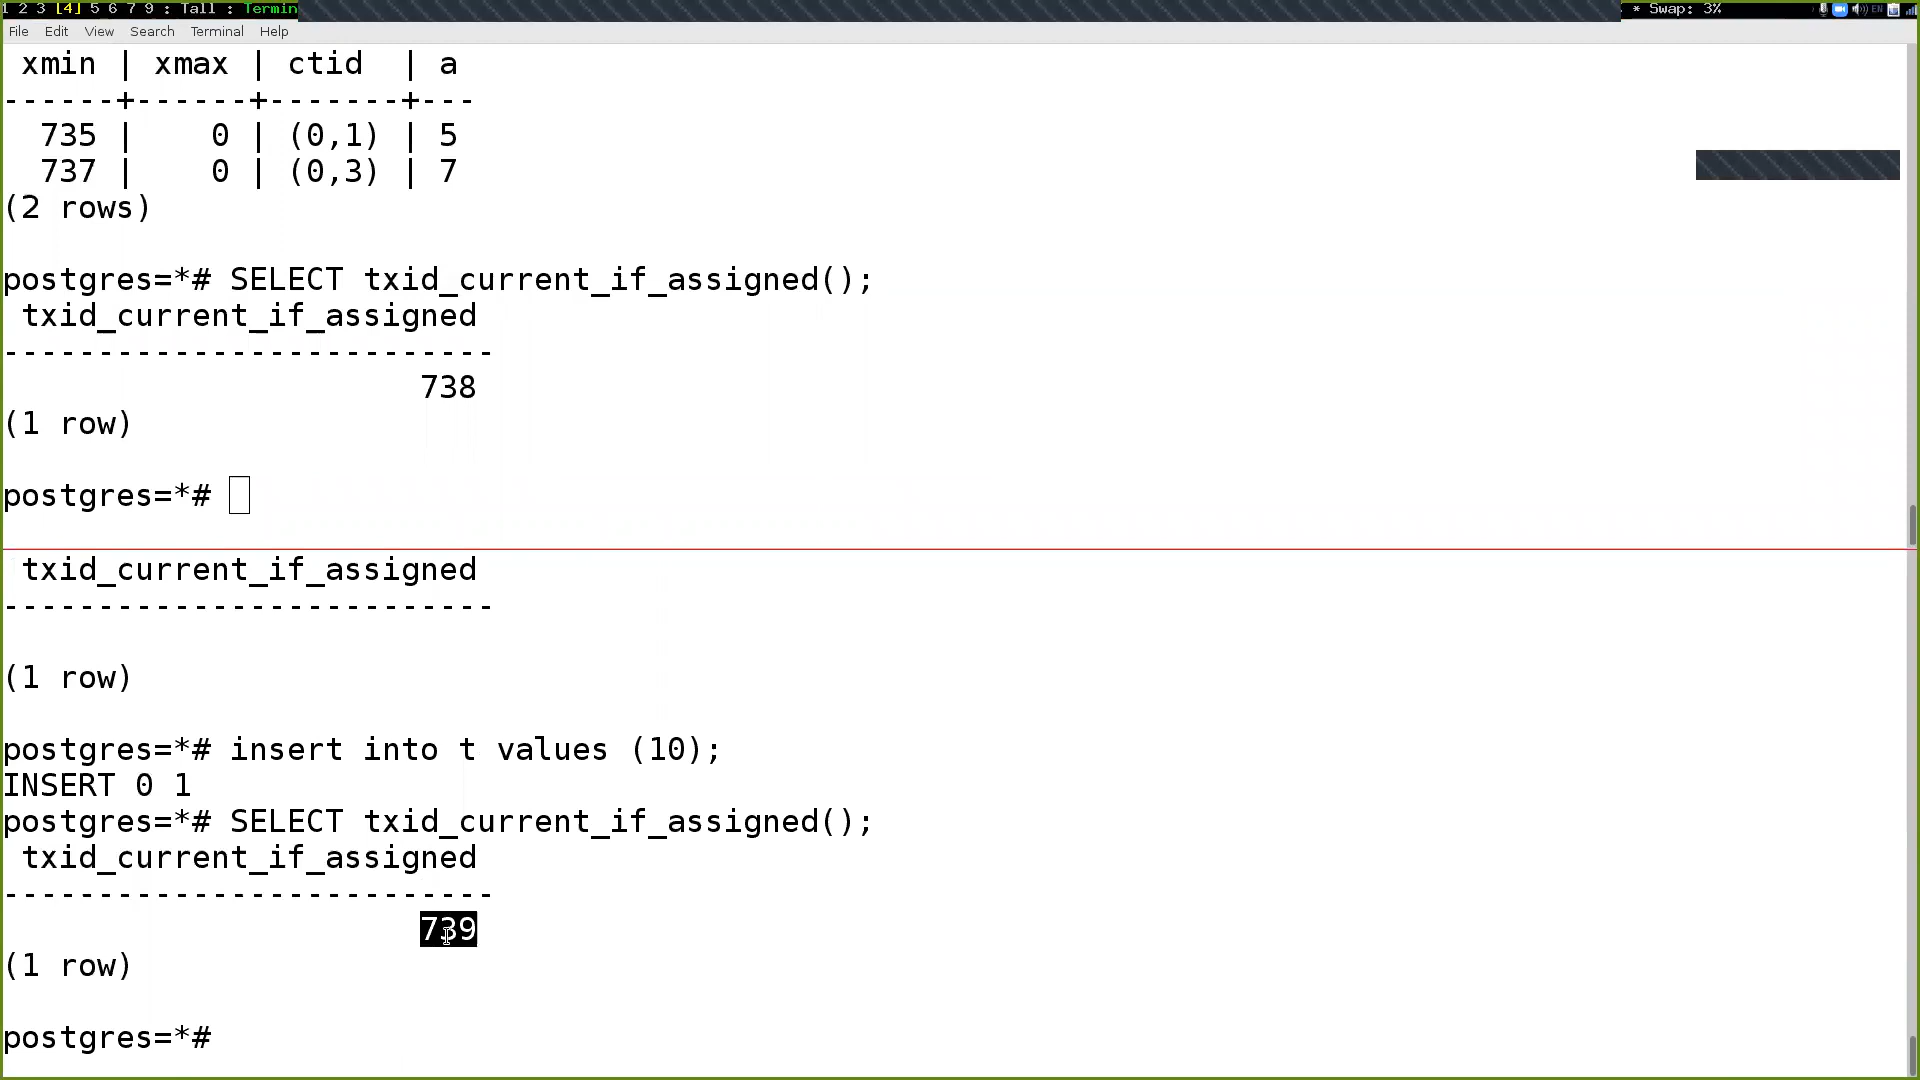 1 2 3 [4] 5 6 7 9 : Tall : Termin
* Swap: 3%
EN
File Edit View Search Terminal Help
 xmin | xmax | ctid  | a
------+------+-------+---
  735 |    0 | (0,1) | 5
  737 |    0 | (0,3) | 7
(2 rows)
postgres=*# SELECT txid_current_if_assigned();
 txid_current_if_assigned
--------------------------
                      738
(1 row)
postgres=*#
 txid_current_if_assigned
--------------------------
(1 row)
postgres=*# insert into t values (10);
INSERT 0 1
postgres=*# SELECT txid_current_if_assigned();
 txid_current_if_assigned
--------------------------
                      739
(1 row)
postgres=*#